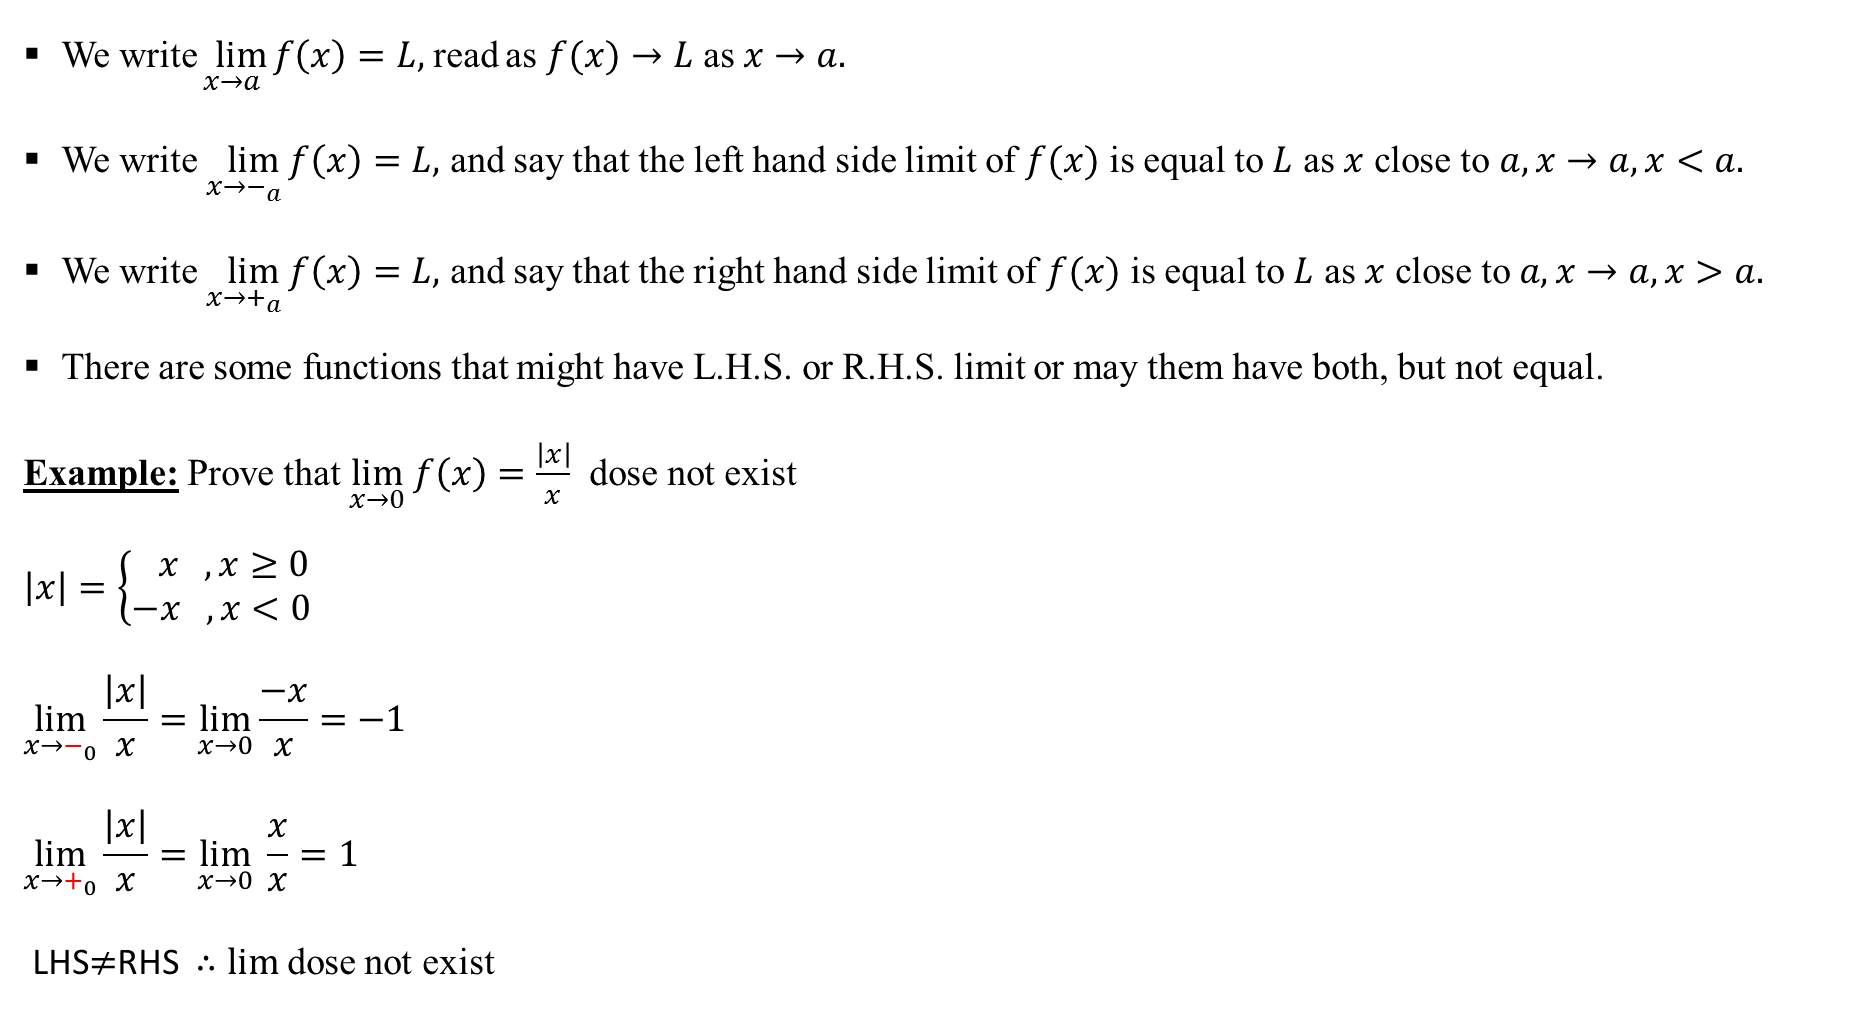 ▪ We write lim_{x→a} f(x) = L, read as f(x) → L as x → a.
▪ We write lim_{x→−a} f(x) = L, and say that the left hand side limit of f(x) is equal to L as x close to a, x → a, x < a.
▪ We write lim_{x→+a} f(x) = L, and say that the right hand side limit of f(x) is equal to L as x close to a, x → a, x > a.
▪ There are some functions that might have L.H.S. or R.H.S. limit or may them have both, but not equal.
Example: Prove that lim_{x→0} f(x) = |x|/x dose not exist
|x| = { x , x ≥ 0
−x , x < 0
lim_{x→−0} |x|/x = lim_{x→0} −x/x = −1
lim_{x→+0} |x|/x = lim_{x→0} x/x = 1
LHS≠RHS ∴ lim dose not exist